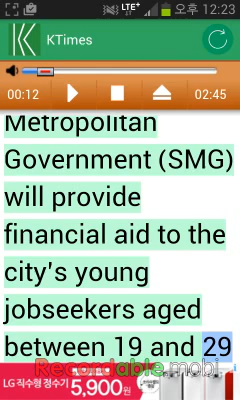 LTE 오후 12:23
KTimes
00:12 02:45
Metropolitan
Government (SMG)
will provide
financial aid to the
city's young
jobseekers aged
between 19 and 29
Recordable.mobi
LG 직수형 정수기 5,900원